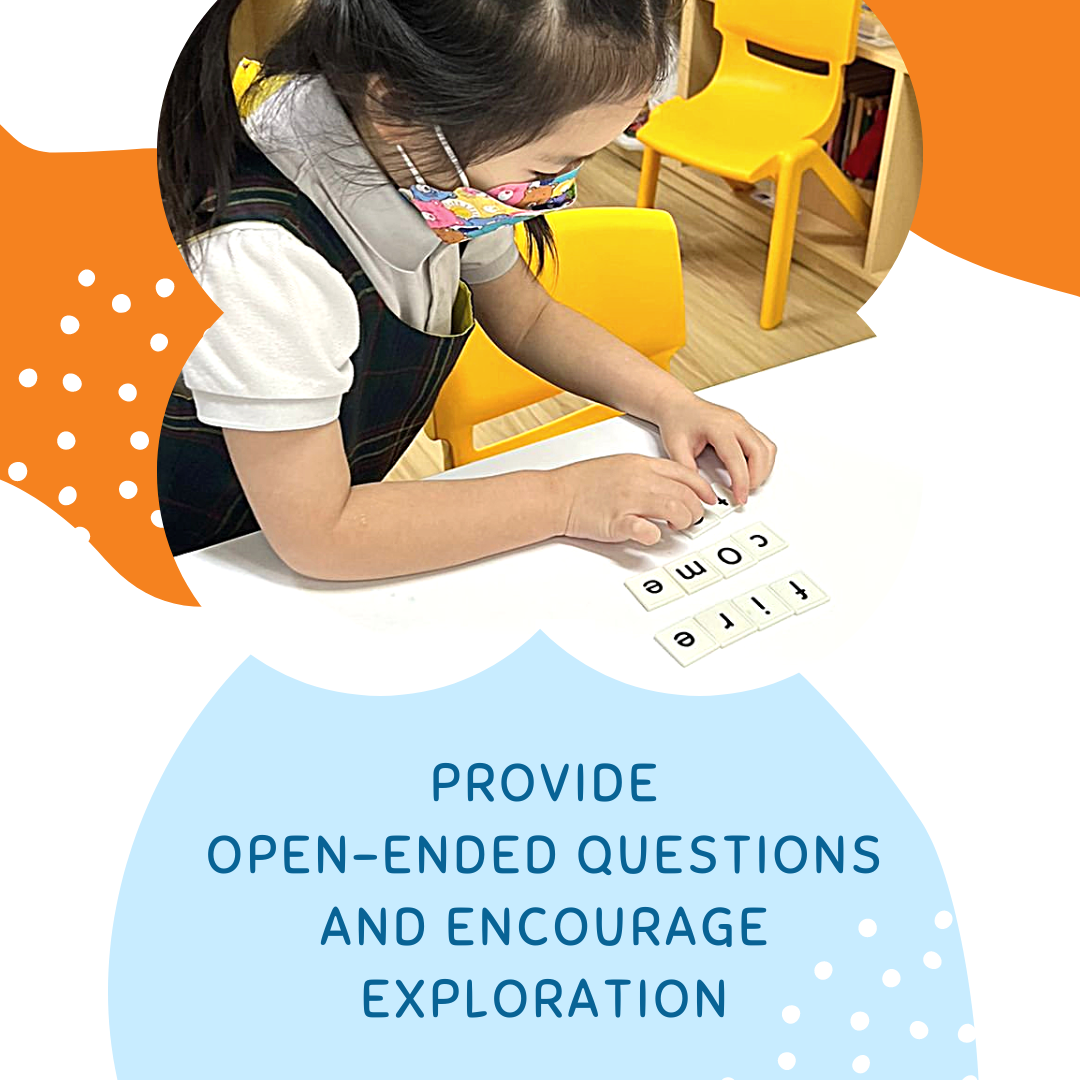 t
come
fire
PROVIDE
OPEN-ENDED QUESTIONS
AND ENCOURAGE
EXPLORATION